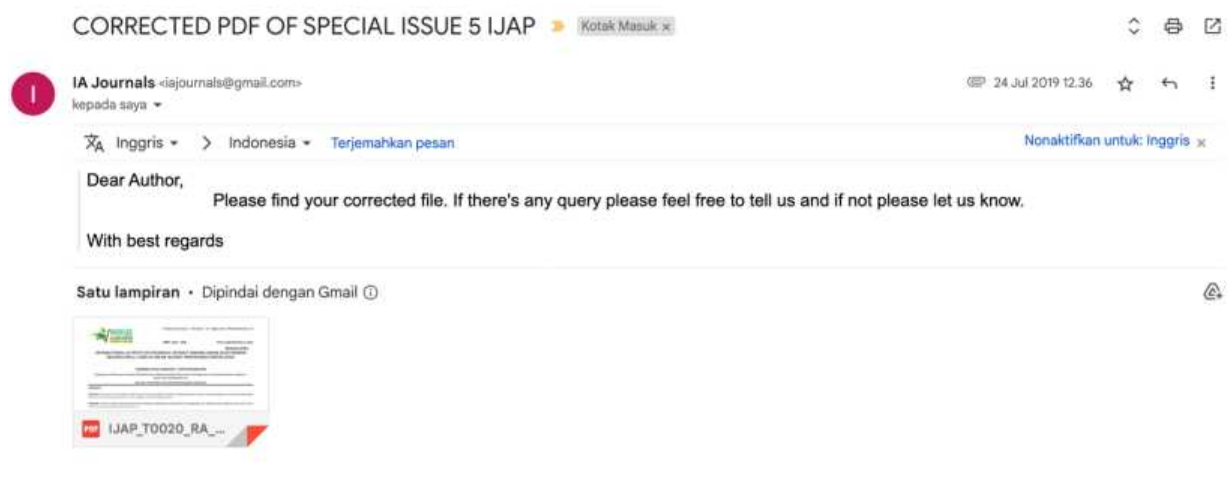 CORRECTED PDF OF SPECIAL ISSUE 5 IJAP Kotak Masuk x
I
IA Journals <iajournals@gmail.com> 24 Jul 2019 12.36
kepada saya
Inggris > Indonesia Terjemahkan pesan Nonaktifkan untuk: Inggris x
Dear Author,
Please find your corrected file. If there's any query please feel free to tell us and if not please let us know.
With best regards
Satu lampiran • Dipindai dengan Gmail
PDF IJAP_T0020_RA_...